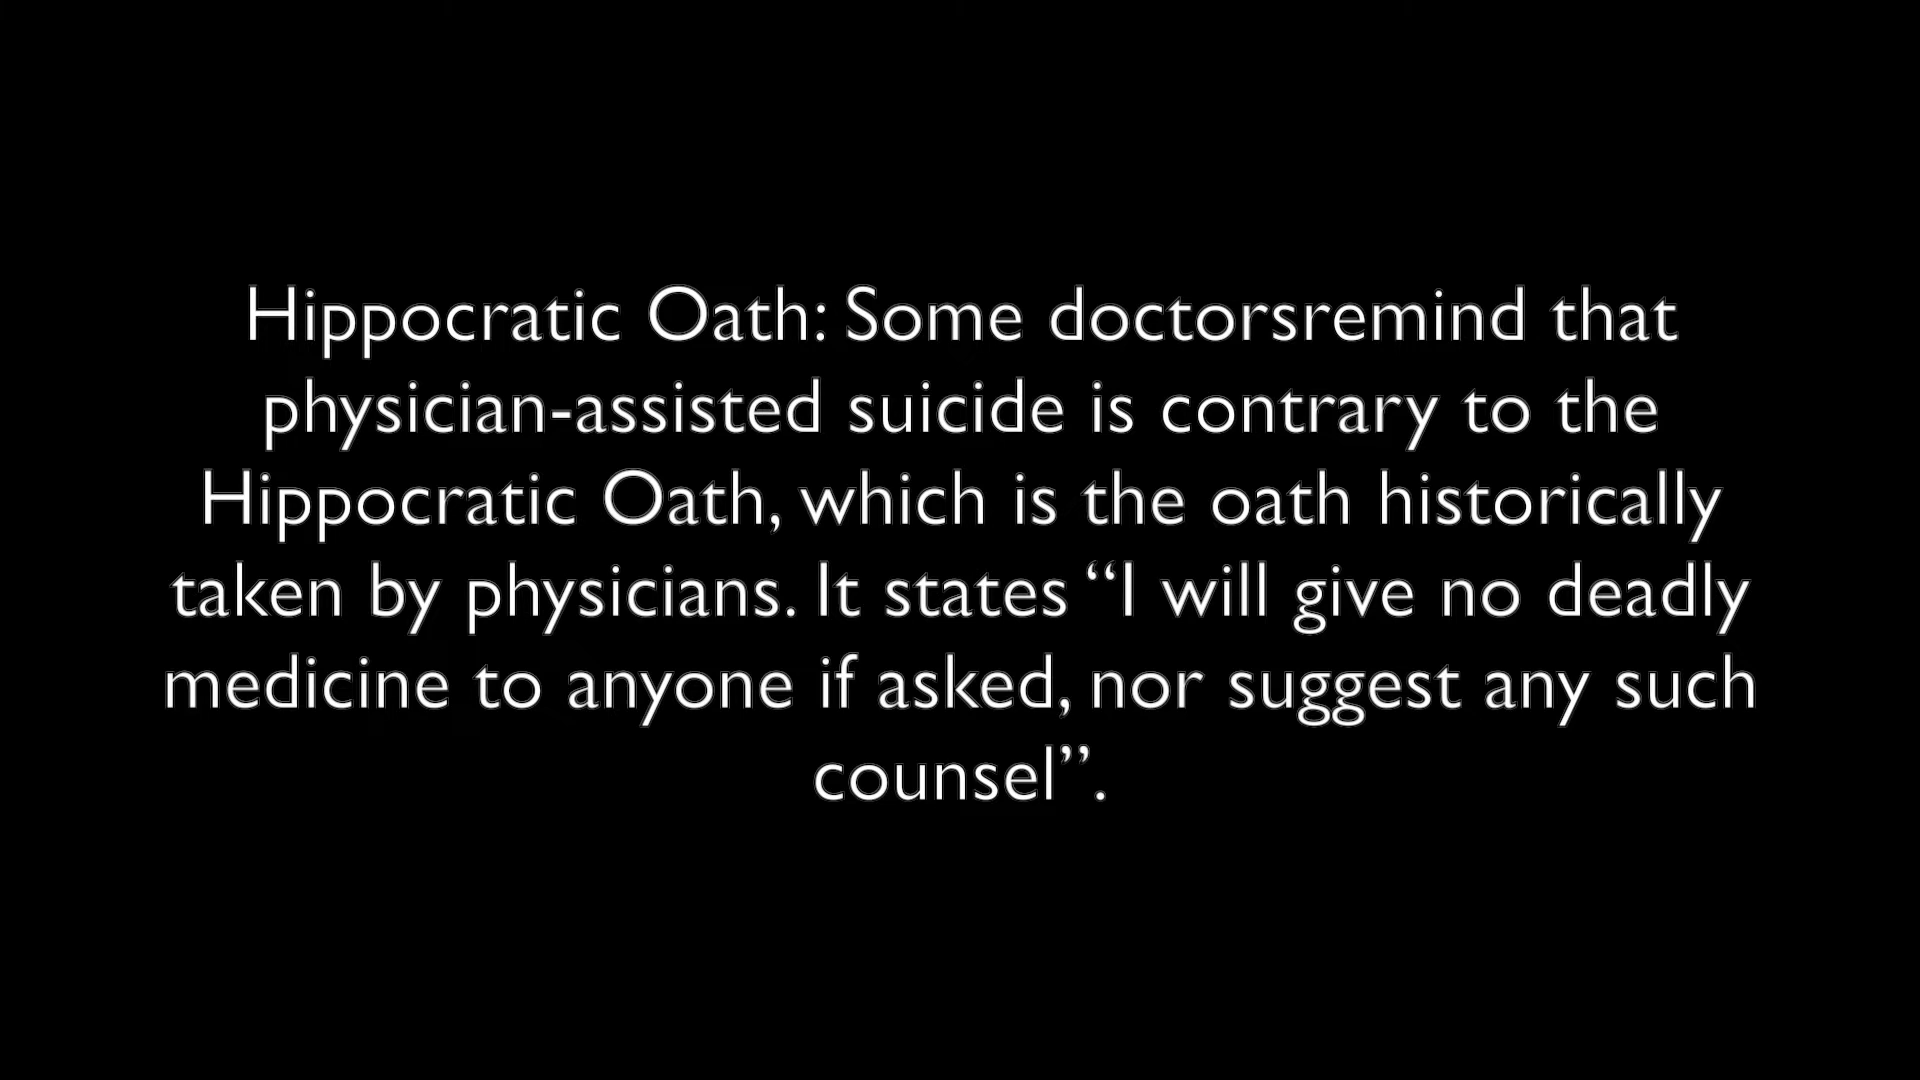 Hippocratic Oath: Some doctorsremind that
physician-assisted suicide is contrary to the
Hippocratic Oath, which is the oath historically
taken by physicians. It states “I will give no deadly
medicine to anyone if asked, nor suggest any such
counsel”.